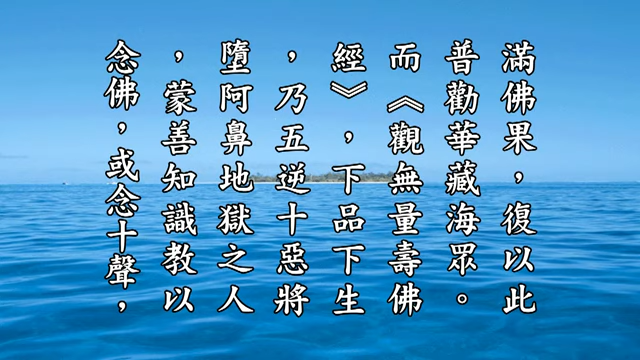 滿佛果，復以此
普勸華藏海眾。
而《觀無量壽佛
經》，下品下生
，乃五逆十惡將
墮阿鼻地獄之人
，蒙善知識教以
念佛，或念十聲，